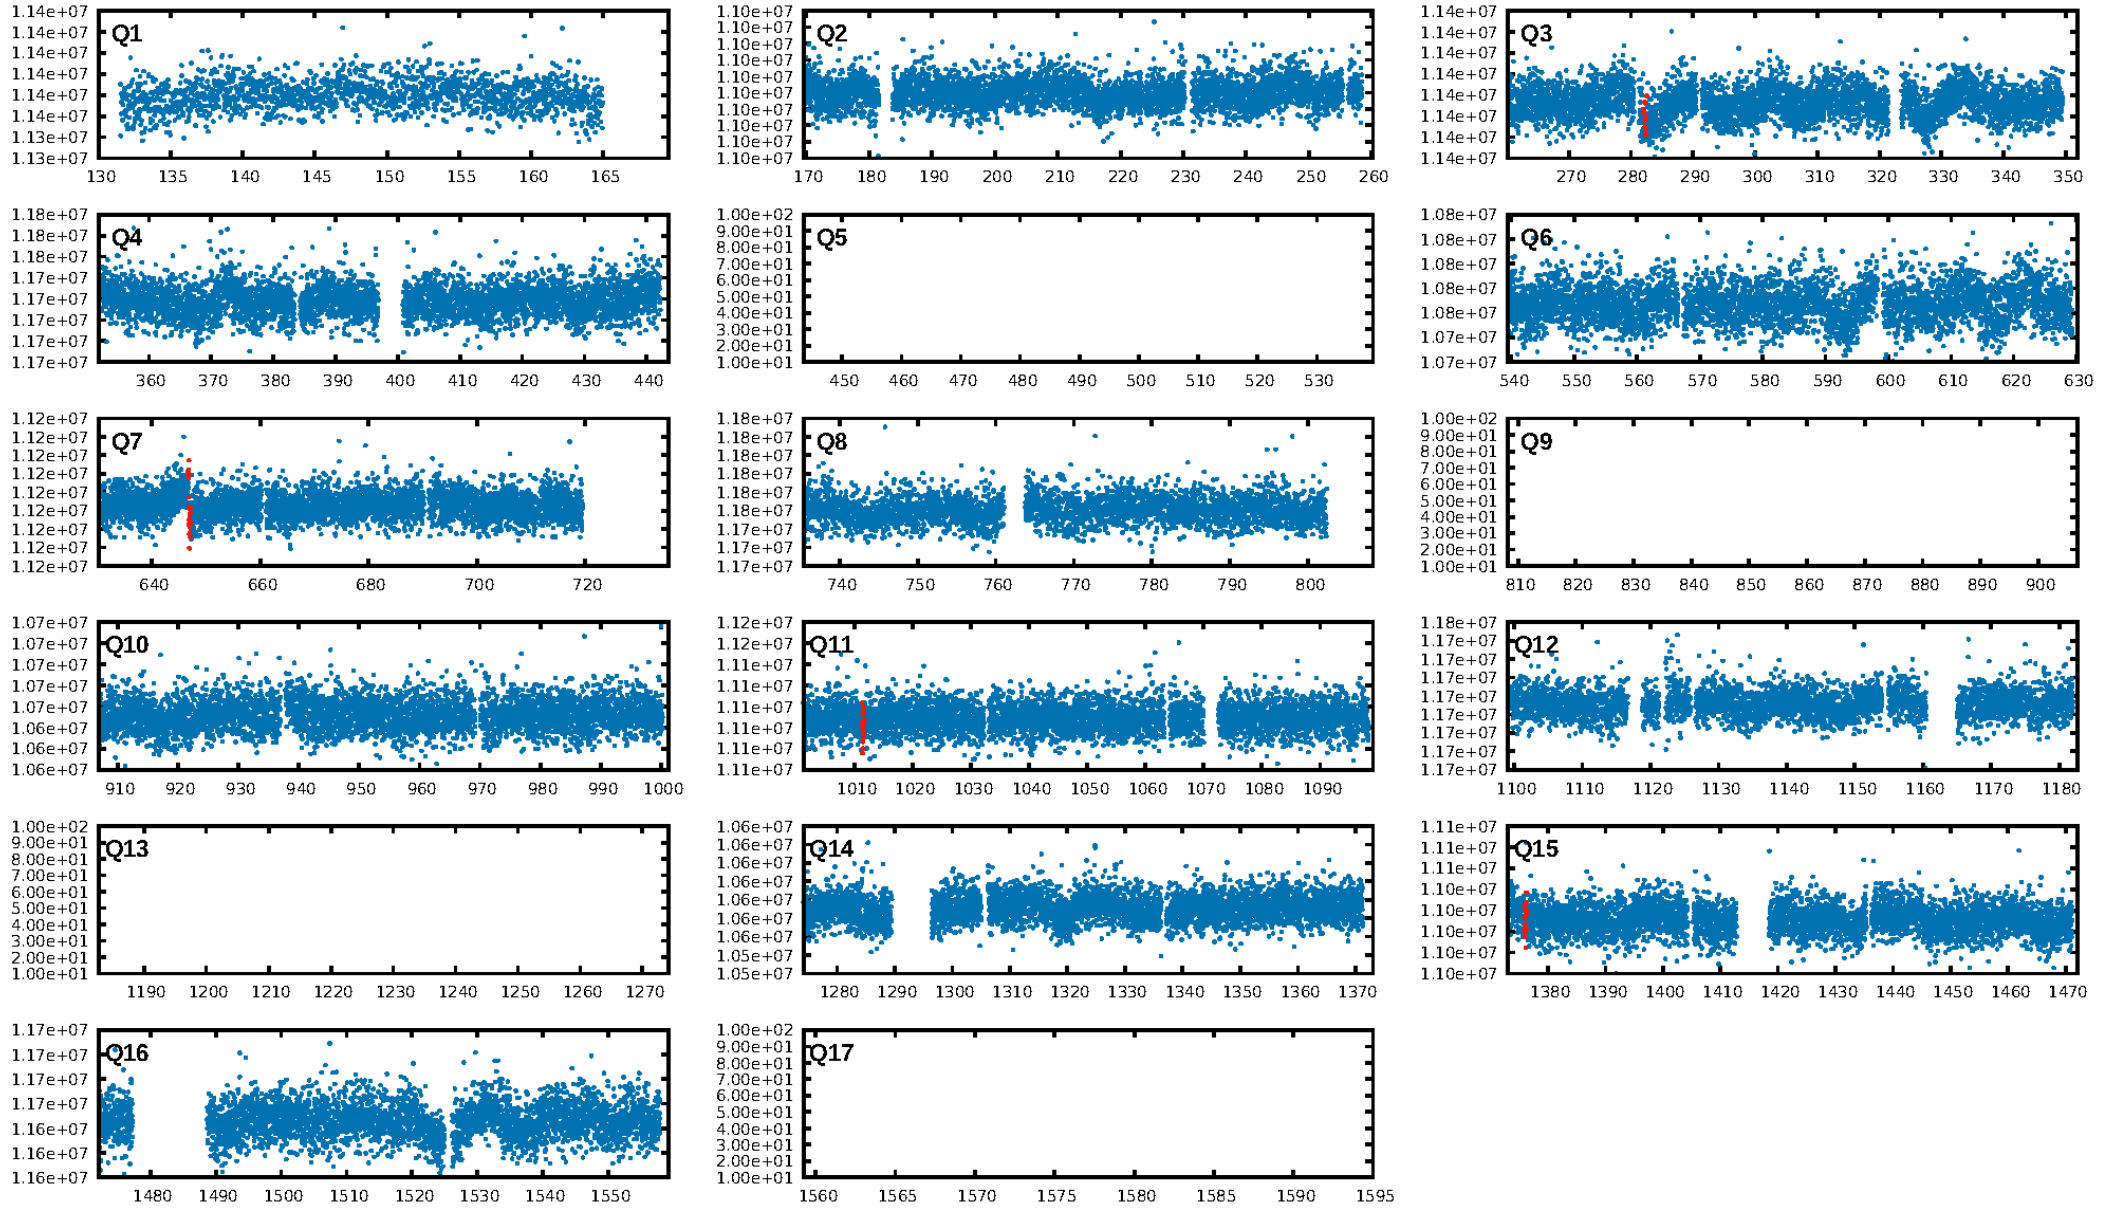 Q1
1.14e+07
1.14e+07
1.14e+07
1.14e+07
1.14e+07
1.14e+07
1.13e+07
1.13e+07
130 135 140 145 150 155 160 165
Q2
1.10e+07
1.10e+07
1.10e+07
1.10e+07
1.10e+07
1.10e+07
1.10e+07
1.10e+07
1.10e+07
1.10e+07
170 180 190 200 210 220 230 240 250 260
Q3
1.14e+07
1.14e+07
1.14e+07
1.14e+07
1.14e+07
1.14e+07
1.14e+07
1.14e+07
270 280 290 300 310 320 330 340 350
Q4
1.18e+07
1.18e+07
1.18e+07
1.17e+07
1.17e+07
1.17e+07
1.17e+07
1.17e+07
360 370 380 390 400 410 420 430 440
Q5
1.00e+02
9.00e+01
8.00e+01
7.00e+01
6.00e+01
5.00e+01
4.00e+01
3.00e+01
2.00e+01
1.00e+01
450 460 470 480 490 500 510 520 530
Q6
1.08e+07
1.08e+07
1.08e+07
1.08e+07
1.08e+07
1.07e+07
1.07e+07
540 550 560 570 580 590 600 610 620 630
Q7
1.12e+07
1.12e+07
1.12e+07
1.12e+07
1.12e+07
1.12e+07
1.12e+07
1.12e+07
1.12e+07
640 660 680 700 720
Q8
1.18e+07
1.18e+07
1.18e+07
1.18e+07
1.18e+07
1.18e+07
1.17e+07
1.17e+07
1.17e+07
740 750 760 770 780 790 800
Q9
1.00e+02
9.00e+01
8.00e+01
7.00e+01
6.00e+01
5.00e+01
4.00e+01
3.00e+01
2.00e+01
1.00e+01
810 820 830 840 850 860 870 880 890 900
Q10
1.07e+07
1.07e+07
1.07e+07
1.07e+07
1.07e+07
1.06e+07
1.06e+07
1.06e+07
910 920 930 940 950 960 970 980 990 1000
Q11
1.12e+07
1.12e+07
1.11e+07
1.11e+07
1.11e+07
1.11e+07
1.11e+07
1.11e+07
1010 1020 1030 1040 1050 1060 1070 1080 1090
Q12
1.18e+07
1.17e+07
1.17e+07
1.17e+07
1.17e+07
1.17e+07
1.17e+07
1.17e+07
1.17e+07
1100 1110 1120 1130 1140 1150 1160 1170 1180
Q13
1.00e+02
9.00e+01
8.00e+01
7.00e+01
6.00e+01
5.00e+01
4.00e+01
3.00e+01
2.00e+01
1.00e+01
1190 1200 1210 1220 1230 1240 1250 1260 1270
Q14
1.06e+07
1.06e+07
1.06e+07
1.06e+07
1.06e+07
1.06e+07
1.06e+07
1.05e+07
1.05e+07
1280 1290 1300 1310 1320 1330 1340 1350 1360 1370
Q15
1.11e+07
1.11e+07
1.10e+07
1.10e+07
1.10e+07
1.10e+07
1.10e+07
1.10e+07
1380 1390 1400 1410 1420 1430 1440 1450 1460 1470
Q16
1.17e+07
1.17e+07
1.17e+07
1.17e+07
1.16e+07
1.16e+07
1.16e+07
1480 1490 1500 1510 1520 1530 1540 1550
Q17
1.00e+02
9.00e+01
8.00e+01
7.00e+01
6.00e+01
5.00e+01
4.00e+01
3.00e+01
2.00e+01
1.00e+01
1560 1565 1570 1575 1580 1585 1590 1595